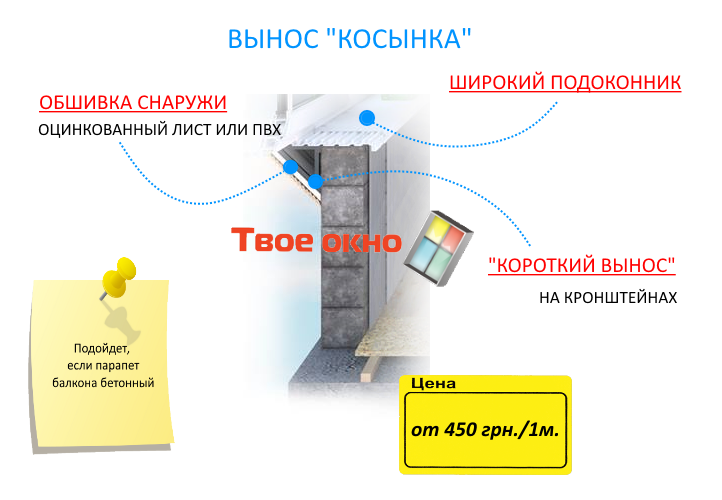 ВЫНОС "КОСЫНКА"
ШИРОКИЙ ПОДОКОННИК
ОБШИВКА СНАРУЖИ
ОЦИНКОВАННЫЙ ЛИСТ ИЛИ ПВХ
Твое окно
"КОРОТКИЙ ВЫНОС"
НА КРОНШТЕЙНАХ
Подойдет,
если парапет
балкона бетонный
Цена
от 450 грн./1м.